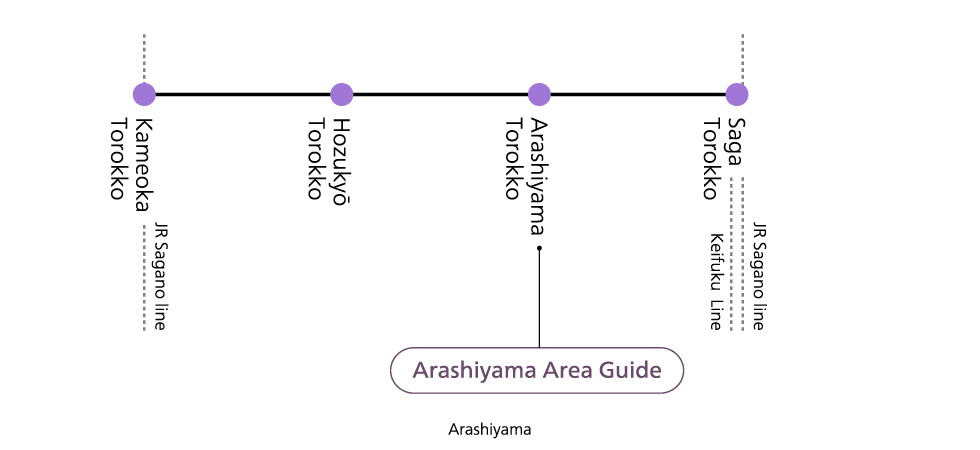 Kameoka
Torokko
JR Sagano line
Hozukyō
Torokko
Arashiyama
Torokko
Saga
Torokko
Keifuku Line
JR Sagano line
Arashiyama Area Guide
Arashiyama